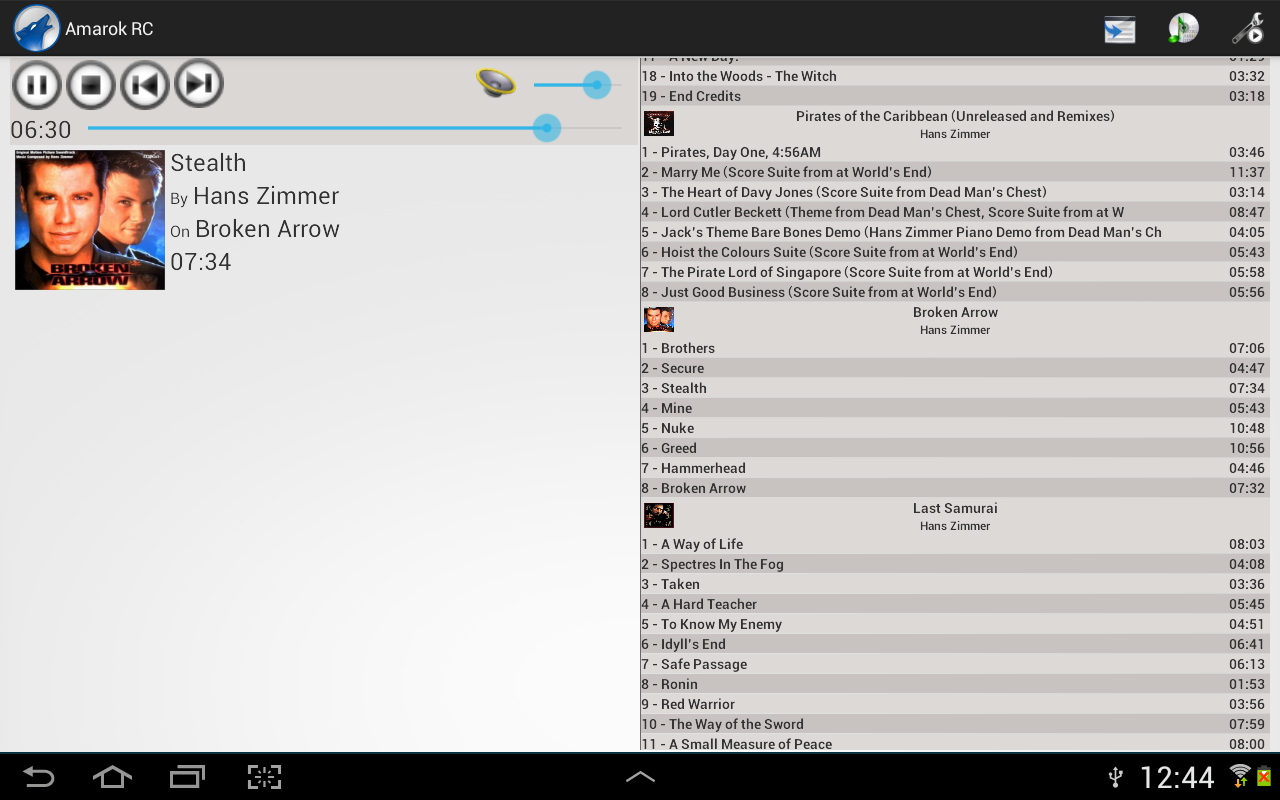 Amarok RC
06:30
Stealth
By Hans Zimmer
On Broken Arrow
07:34
BROKEN
ARROW
17 - A New Day! 01:29
18 - Into the Woods - The Witch 03:32
19 - End Credits 03:18
Pirates of the Caribbean (Unreleased and Remixes)
Hans Zimmer
1 - Pirates, Day One, 4:56AM 03:46
2 - Marry Me (Score Suite from at World's End) 11:37
3 - The Heart of Davy Jones (Score Suite from Dead Man's Chest) 03:14
4 - Lord Cutler Beckett (Theme from Dead Man's Chest, Score Suite from at W 08:47
5 - Jack's Theme Bare Bones Demo (Hans Zimmer Piano Demo from Dead Man's Ch 04:05
6 - Hoist the Colours Suite (Score Suite from at World's End) 05:43
7 - The Pirate Lord of Singapore (Score Suite from at World's End) 05:58
8 - Just Good Business (Score Suite from at World's End) 05:56
Broken Arrow
Hans Zimmer
1 - Brothers 07:06
2 - Secure 04:47
3 - Stealth 07:34
4 - Mine 05:43
5 - Nuke 10:48
6 - Greed 10:56
7 - Hammerhead 04:46
8 - Broken Arrow 07:32
Last Samurai
Hans Zimmer
1 - A Way of Life 08:03
2 - Spectres In The Fog 04:08
3 - Taken 03:36
4 - A Hard Teacher 05:45
5 - To Know My Enemy 04:51
6 - Idyll's End 06:41
7 - Safe Passage 06:13
8 - Ronin 01:53
9 - Red Warrior 03:56
10 - The Way of the Sword 07:59
11 - A Small Measure of Peace 08:00
12:44